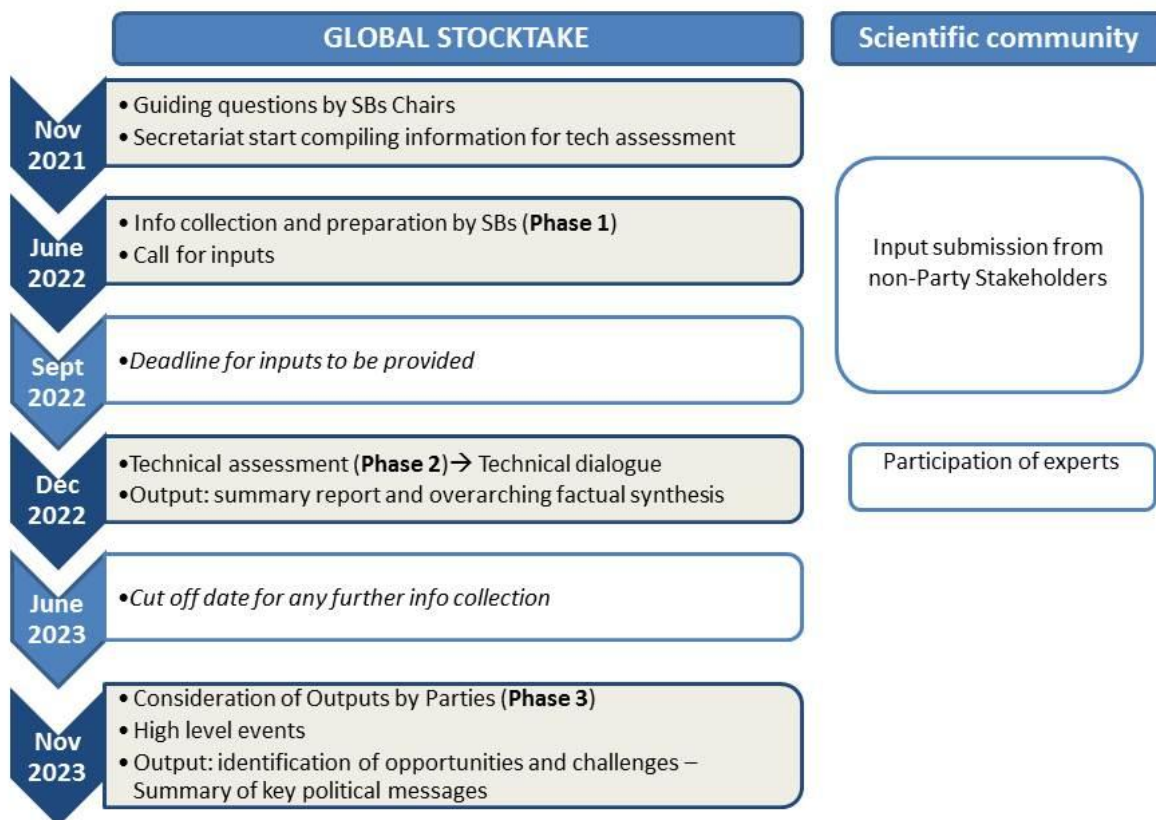 GLOBAL STOCKTAKE
Scientific community
Nov
2021
• Guiding questions by SBs Chairs
• Secretariat start compiling information for tech assessment
June
2022
• Info collection and preparation by SBs (Phase 1)
• Call for inputs
Input submission from
non-Party Stakeholders
Sept
2022
•Deadline for inputs to be provided
Dec
2022
•Technical assessment (Phase 2)→ Technical dialogue
•Output: summary report and overarching factual synthesis
Participation of experts
June
2023
•Cut off date for any further info collection
Nov
2023
• Consideration of Outputs by Parties (Phase 3)
• High level events
• Output: identification of opportunities and challenges –
Summary of key political messages